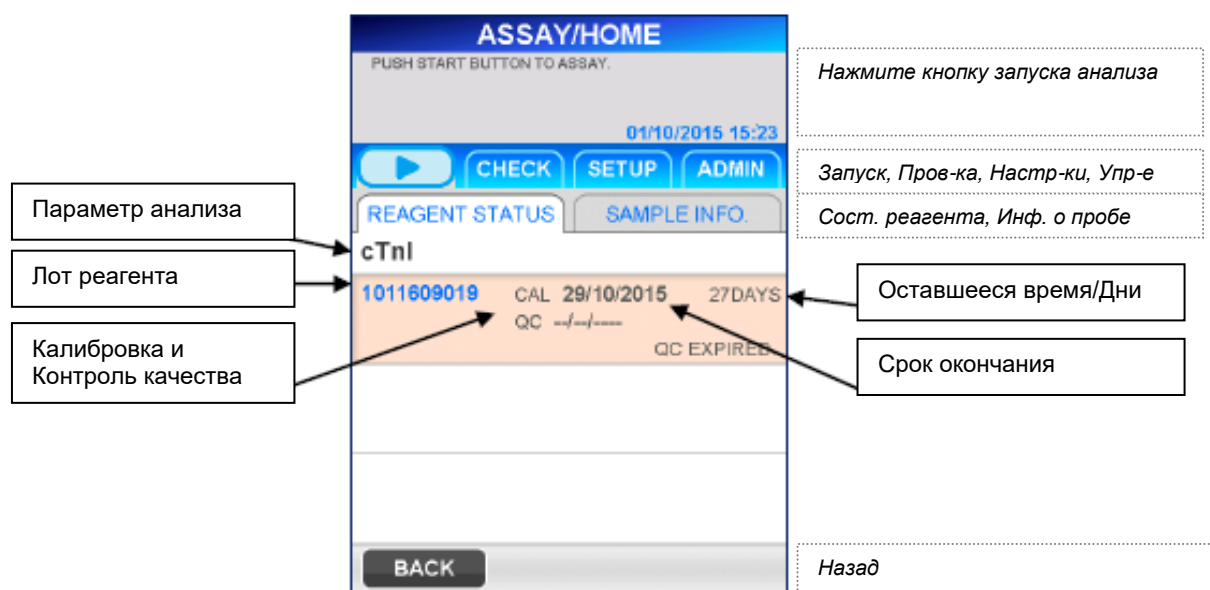 ASSAY/HOME
PUSH START BUTTON TO ASSAY.
Нажмите кнопку запуска анализа
01/10/2015 15:23
CHECK SETUP ADMIN
Запуск, Пров-ка, Настр-ки, Упр-е
Параметр анализа
REAGENT STATUS SAMPLE INFO.
Сост. реагента, Инф. о пробе
cTnI
Лот реагента
1011609019 CAL 29/10/2015 27DAYS
Оставшееся время/Дни
QC --/--/----
Калибровка и
Контроль качества
QC EXPIRED
Срок окончания
BACK
Назад